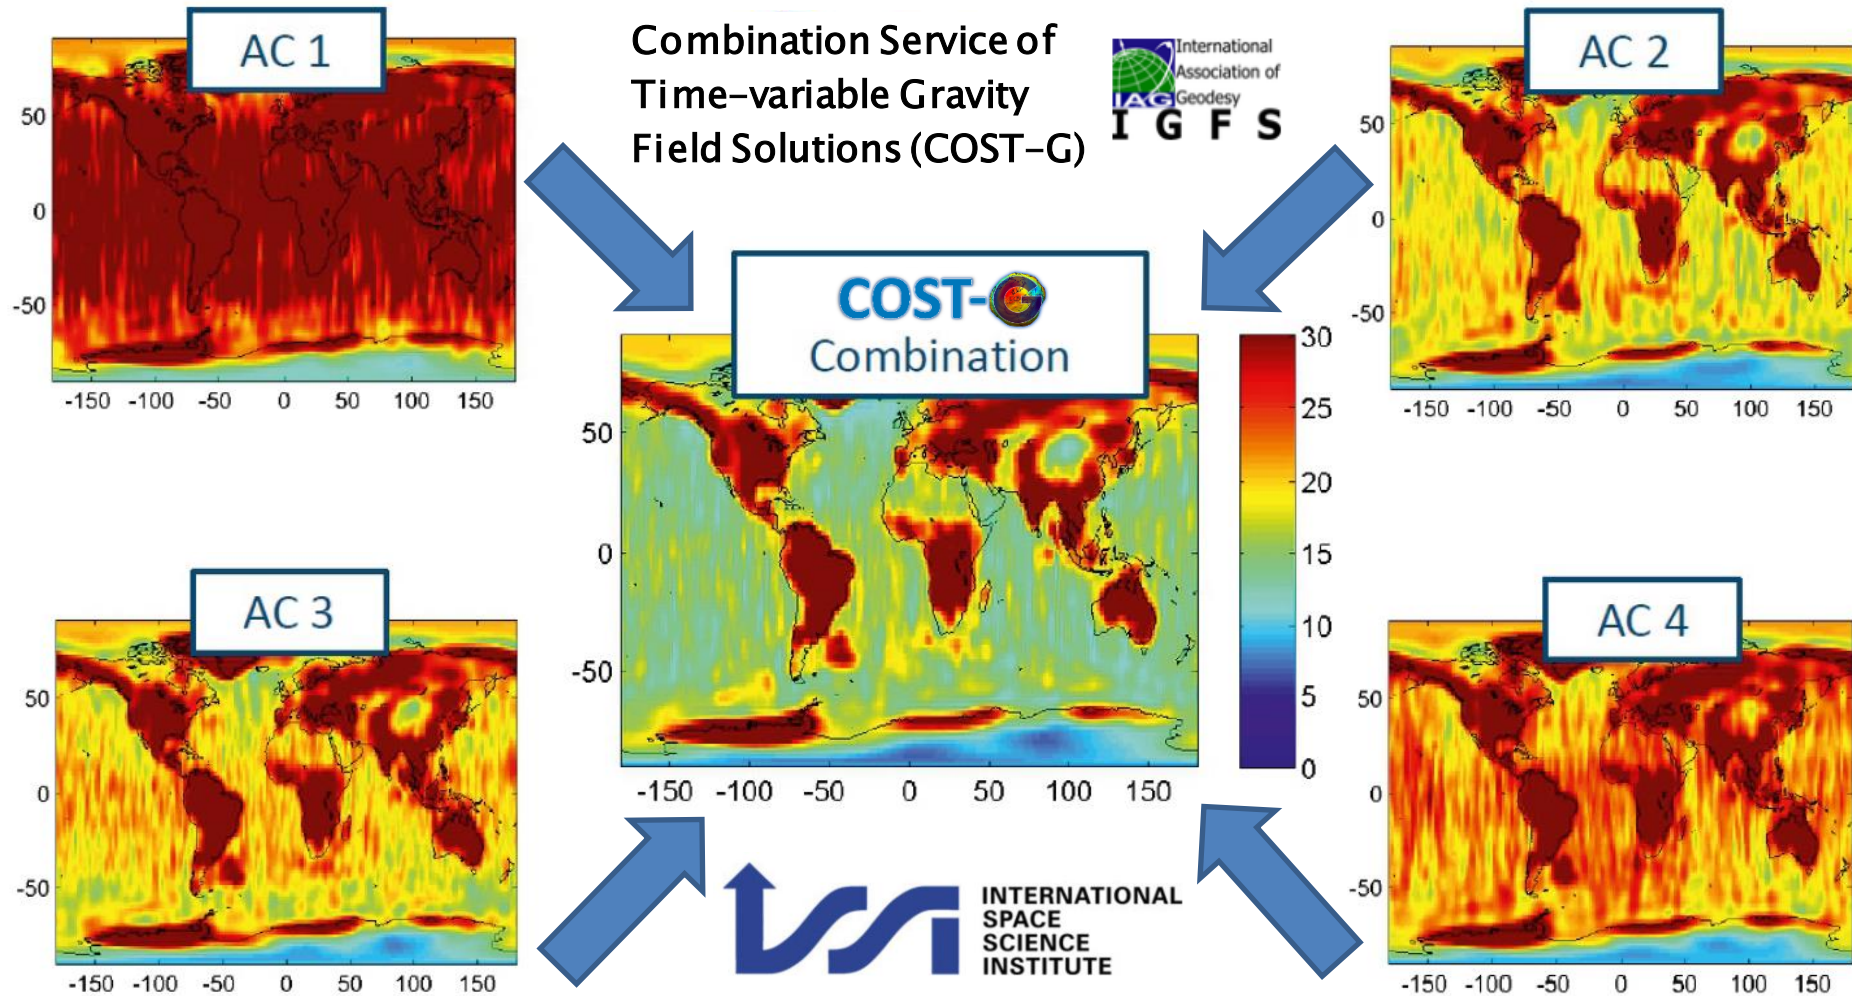 AC 1
50
0
-50
-150 -100 -50 0 50 100 150
Combination Service of
Time-variable Gravity
Field Solutions (COST-G)
International
Association of
Geodesy
IAG
I G F S
AC 2
50
0
-50
-150 -100 -50 0 50 100 150
COST-G
Combination
50
0
-50
-150 -100 -50 0 50 100 150
30
25
20
15
10
5
0
AC 3
50
0
-50
-150 -100 -50 0 50 100 150
AC 4
50
0
-50
-150 -100 -50 0 50 100 150
ISSI
INTERNATIONAL
SPACE
SCIENCE
INSTITUTE